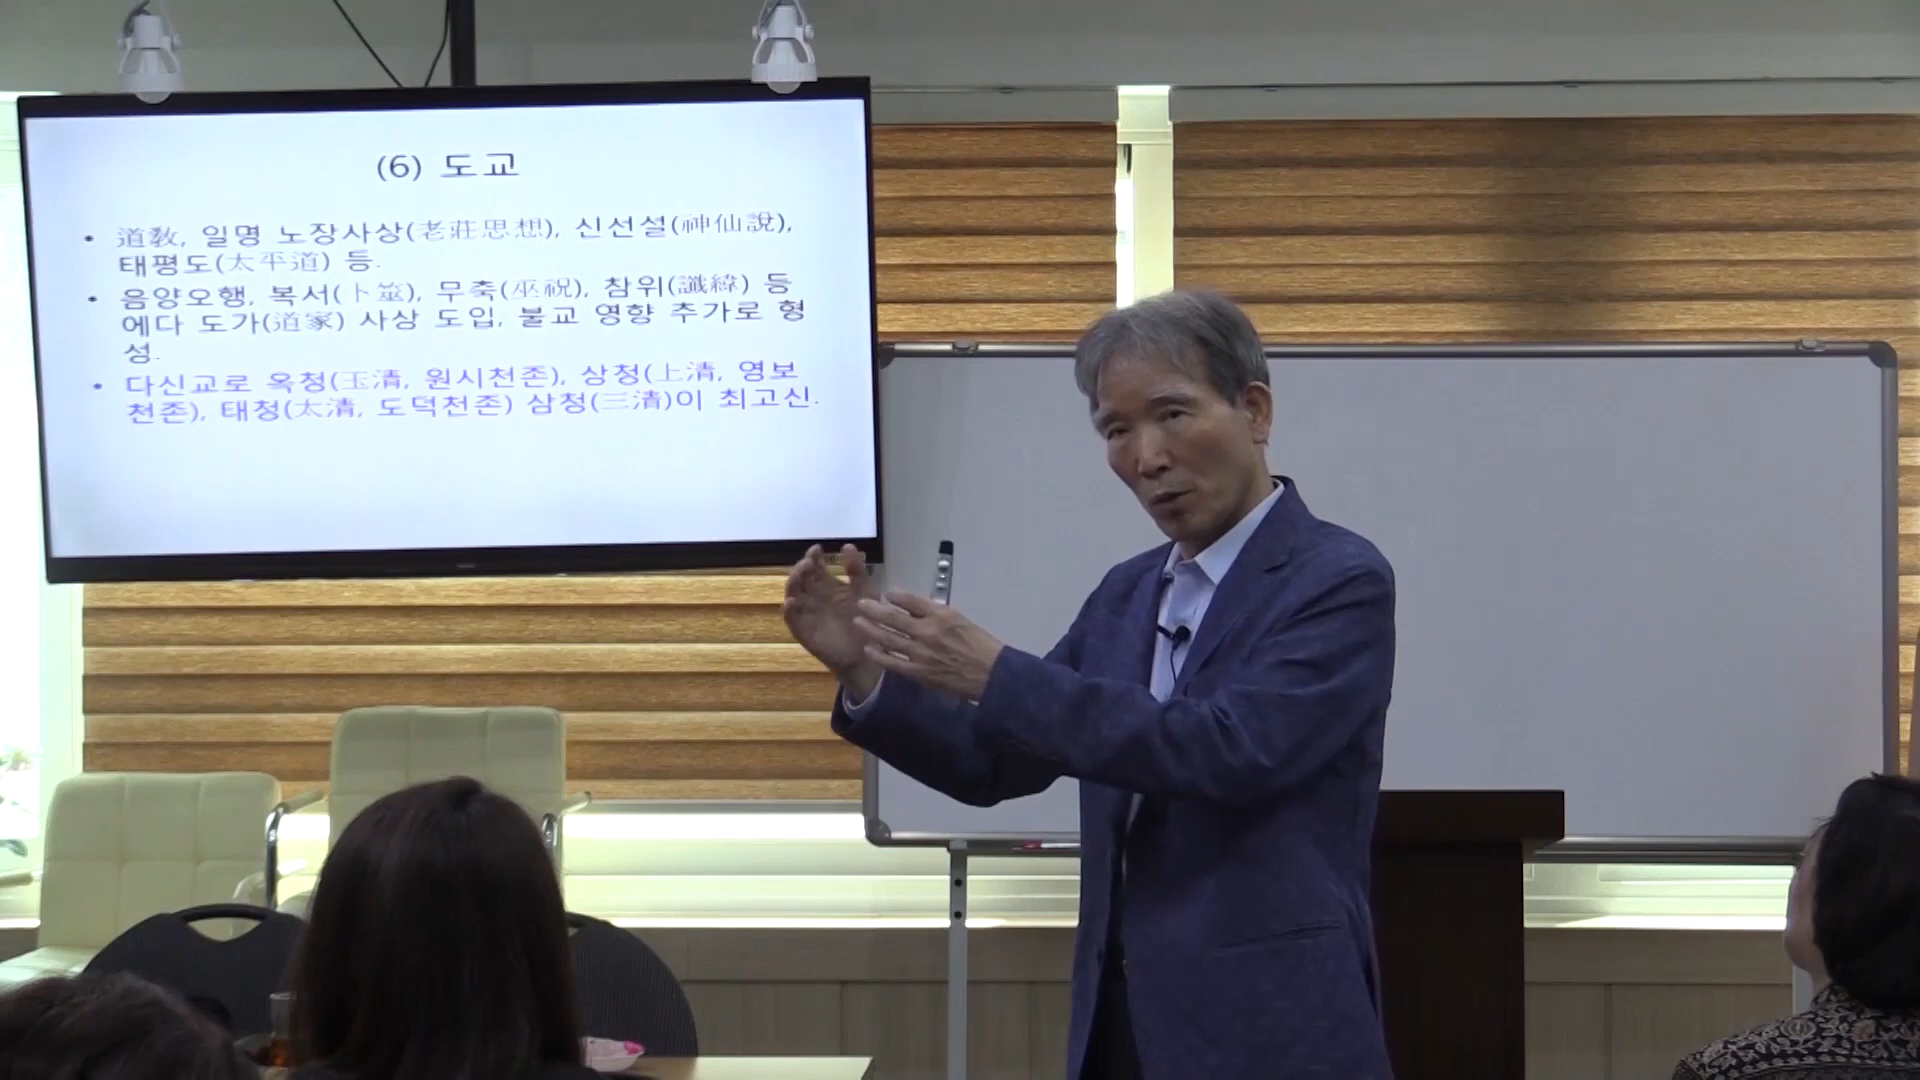 (6) 도교
• 道敎, 일명 노장사상(老莊思想), 신선설(神仙說),
태평도(太平道) 등.
• 음양오행, 복서(卜筮), 무축(巫祝), 참위(讖緯) 등
에다 도가(道家) 사상 도입, 불교 영향 추가로 형
성.
• 다신교로 옥청(玉清, 원시천존), 상청(上清, 영보
천존), 태청(太清, 도덕천존) 삼청(三清)이 최고신.